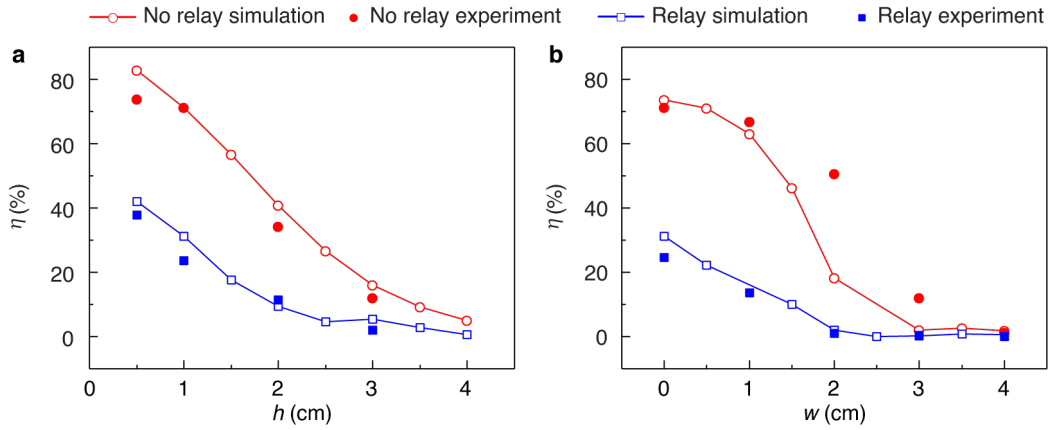 No relay simulation No relay experiment Relay simulation Relay experiment
a
80
60
40
20
0
η (%)
0 1 2 3 4
h (cm)
b
80
60
40
20
0
η (%)
0 1 2 3 4
w (cm)